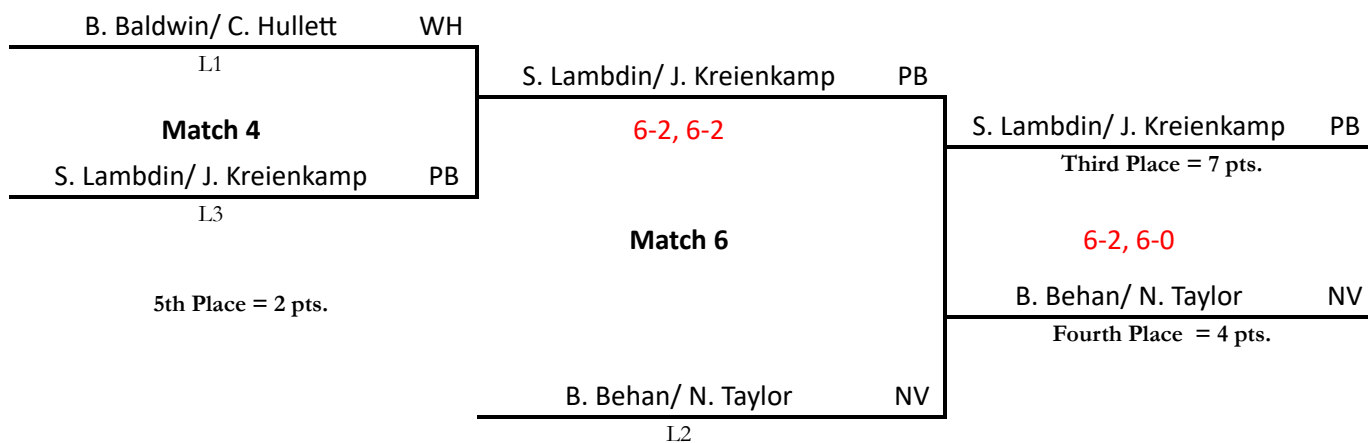 B. Baldwin/ C. Hullett WH
L1
S. Lambdin/ J. Kreienkamp PB
Match 4
6-2, 6-2
S. Lambdin/ J. Kreienkamp PB
Third Place = 7 pts.
S. Lambdin/ J. Kreienkamp PB
L3
Match 6
6-2, 6-0
5th Place = 2 pts.
B. Behan/ N. Taylor NV
Fourth Place = 4 pts.
B. Behan/ N. Taylor NV
L2